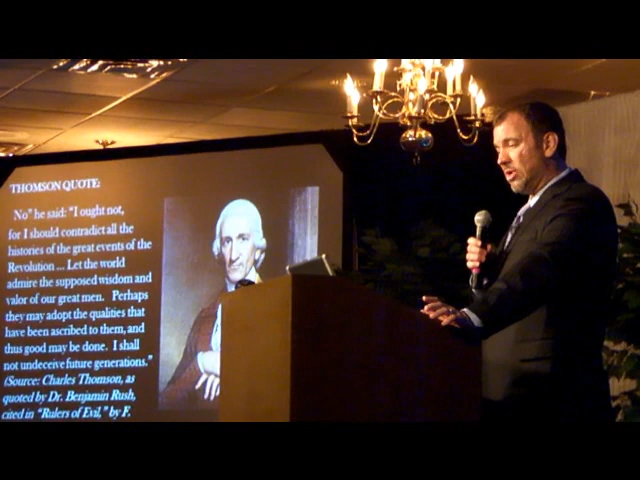 THOMSON QUOTE:
No" he said: "I ought not,
for I should contradict all the
histories of the great events of the
Revolution ... Let the world
admire the supposed wisdom and
valor of our great men. Perhaps
they may adopt the qualities that
have been ascribed to them, and
thus good may be done. I shall
not undeceive future generations."
(Source: Charles Thomson, as
quoted by Dr. Benjamin Rush,
cited in "Rulers of Evil," by F.